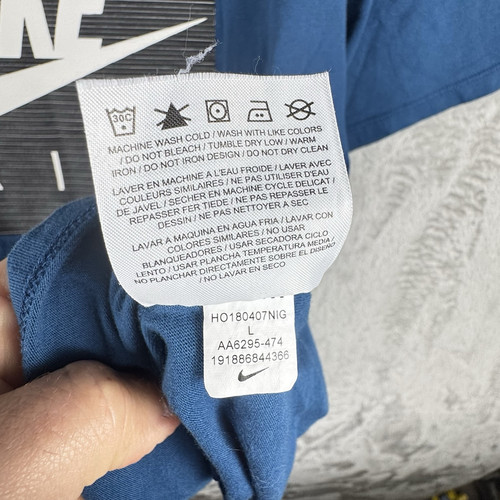 30C
MACHINE WASH COLD / WASH WITH LIKE COLORS
/ DO NOT BLEACH / TUMBLE DRY LOW / WARM
IRON / DO NOT IRON DESIGN / DO NOT DRY CLEAN
LAVER EN MACHINE A L'EAU FROIDE / LAVER AVEC
COULEURS SIMILAIRES / NE PAS UTILISER D'EAU
DE JAVEL / SECHER EN MACHINE CYCLE DELICAT /
REPASSER FER TIEDE / NE PAS REPASSER LE
DESSIN / NE PAS NETTOYER A SEC
LAVAR A MAQUINA EN AGUA FRIA / LAVAR CON
COLORES SIMILARES / NO USAR
BLANQUEADORES / USAR SECADORA CICLO
LENTO / USAR PLANCHA TEMPERATURA MEDIA /
NO PLANCHAR DIRECTAMENTE SOBRE EL DISEÑO
/ NO LAVAR EN SECO
HO180407NIG
L
AA6295-474
191886844366